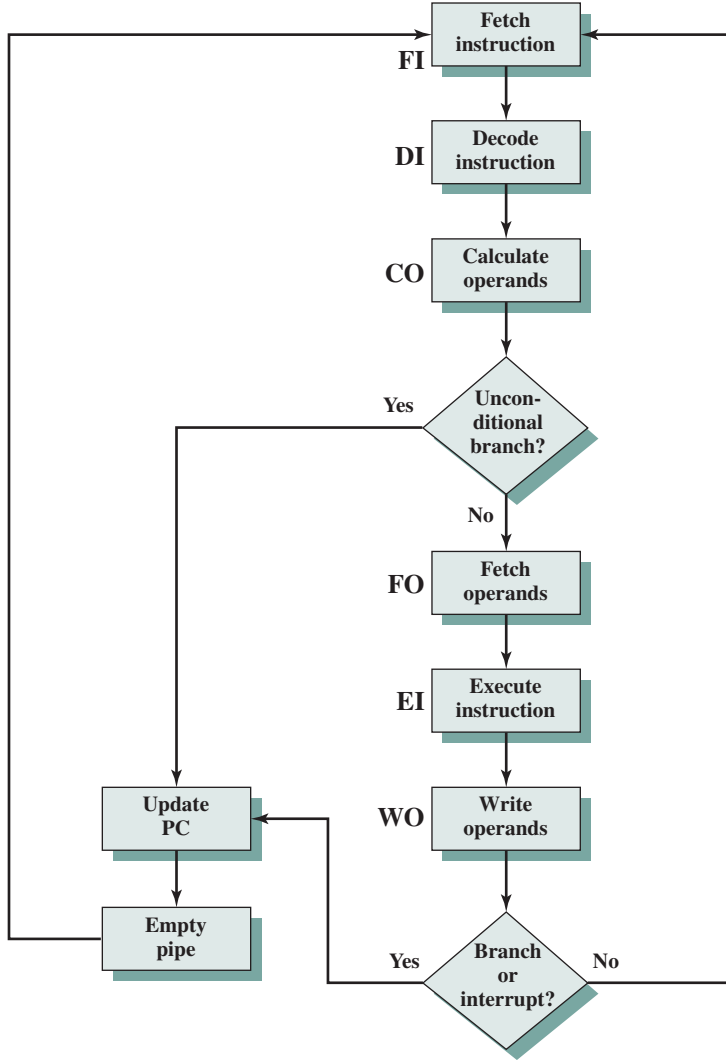 Fetch
instruction
FI
Decode
instruction
DI
Calculate
operands
CO
Uncon-
ditional
branch?
Yes
No
Fetch
operands
FO
Execute
instruction
EI
Write
operands
WO
Update
PC
Empty
pipe
Branch
or
interrupt?
Yes
No